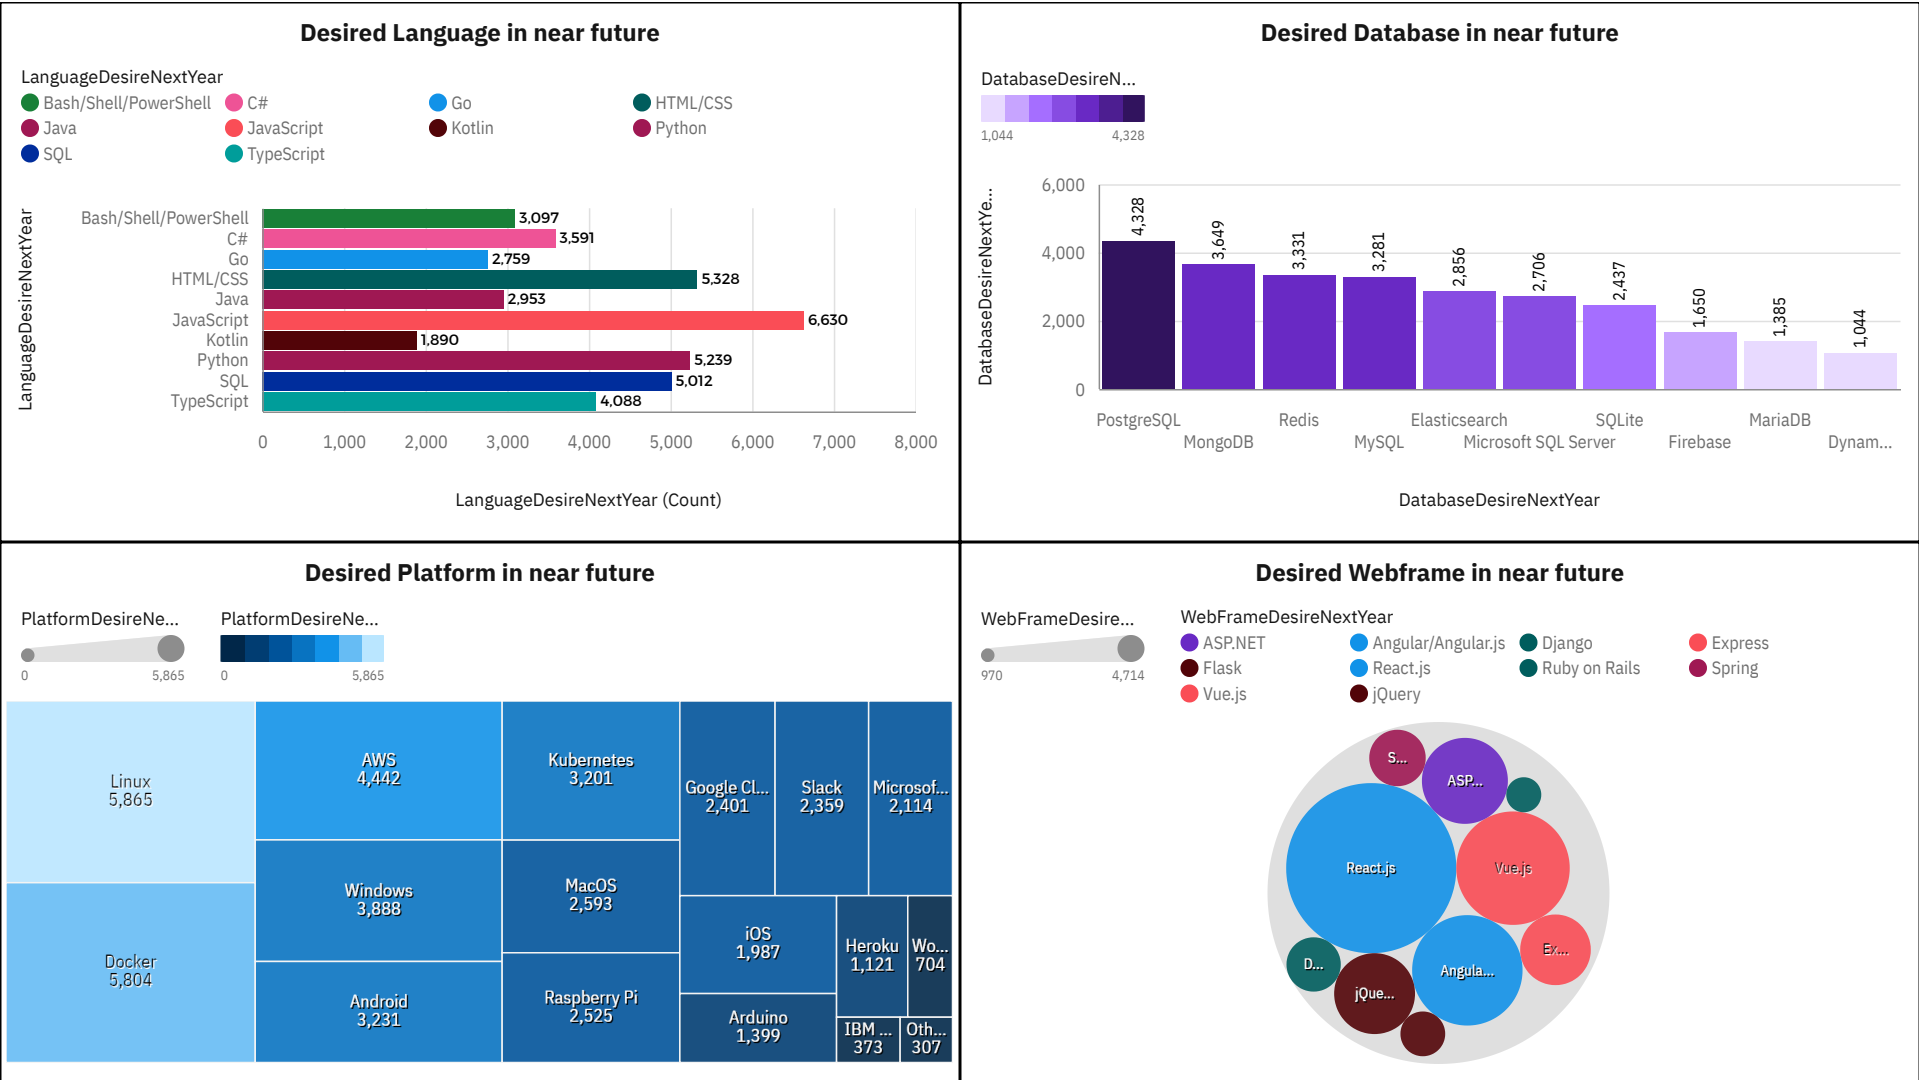 Desired Language in near future
LanguageDesireNextYear
Bash/Shell/PowerShell C# Go HTML/CSS
Java JavaScript Kotlin Python
SQL TypeScript
LanguageDesireNextYear
Bash/Shell/PowerShell 3,097
C# 3,591
Go 2,759
HTML/CSS 5,328
Java 2,953
JavaScript 6,630
Kotlin 1,890
Python 5,239
SQL 5,012
TypeScript 4,088
0 1,000 2,000 3,000 4,000 5,000 6,000 7,000 8,000
LanguageDesireNextYear (Count)
Desired Database in near future
DatabaseDesireN...
1,044 4,328
DatabaseDesireNextYe...
6,000
4,000
2,000
0
4,328 3,649 3,331 3,281 2,856 2,706 2,437 1,650 1,385 1,044
PostgreSQL Redis Elasticsearch SQLite MariaDB
MongoDB MySQL Microsoft SQL Server Firebase Dynam...
DatabaseDesireNextYear
Desired Platform in near future
PlatformDesireNe... PlatformDesireNe...
0 5,865 0 5,865
Linux
5,865
Docker
5,804
AWS
4,442
Windows
3,888
Android
3,231
Kubernetes
3,201
MacOS
2,593
Raspberry Pi
2,525
Google Cl...
2,401
Slack
2,359
Microsof...
2,114
iOS
1,987
Arduino
1,399
Heroku
1,121
Wo...
704
IBM ...
373
Oth...
307
Desired Webframe in near future
WebFrameDesire...
970 4,714
WebFrameDesireNextYear
ASP.NET Angular/Angular.js Django Express
Flask React.js Ruby on Rails Spring
Vue.js jQuery
S...
ASP...
React.js
Vue.js
Ex...
D...
Angula...
jQue...